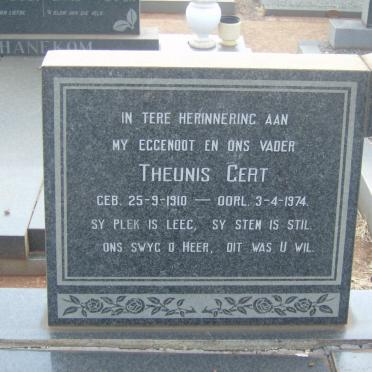 HANEKOM
IN TERE HERINNERING AAN
MY EGGENOOT EN ONS VADER
THEUNIS GERT
GEB. 25-9-1910 — OORL. 3-4-1974.
SY PLEK IS LEEG, SY STEM IS STIL.
ONS SWYG O HEER, DIT WAS U WIL.